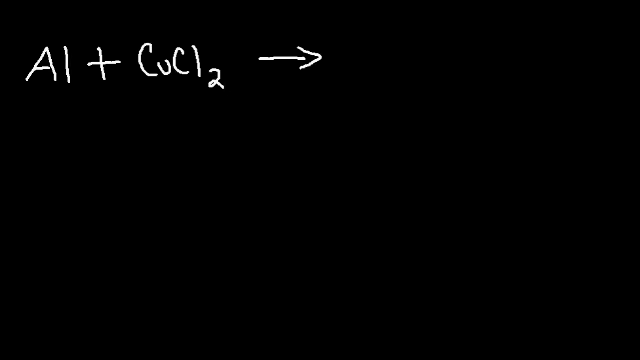 Al + CuCl₂ →